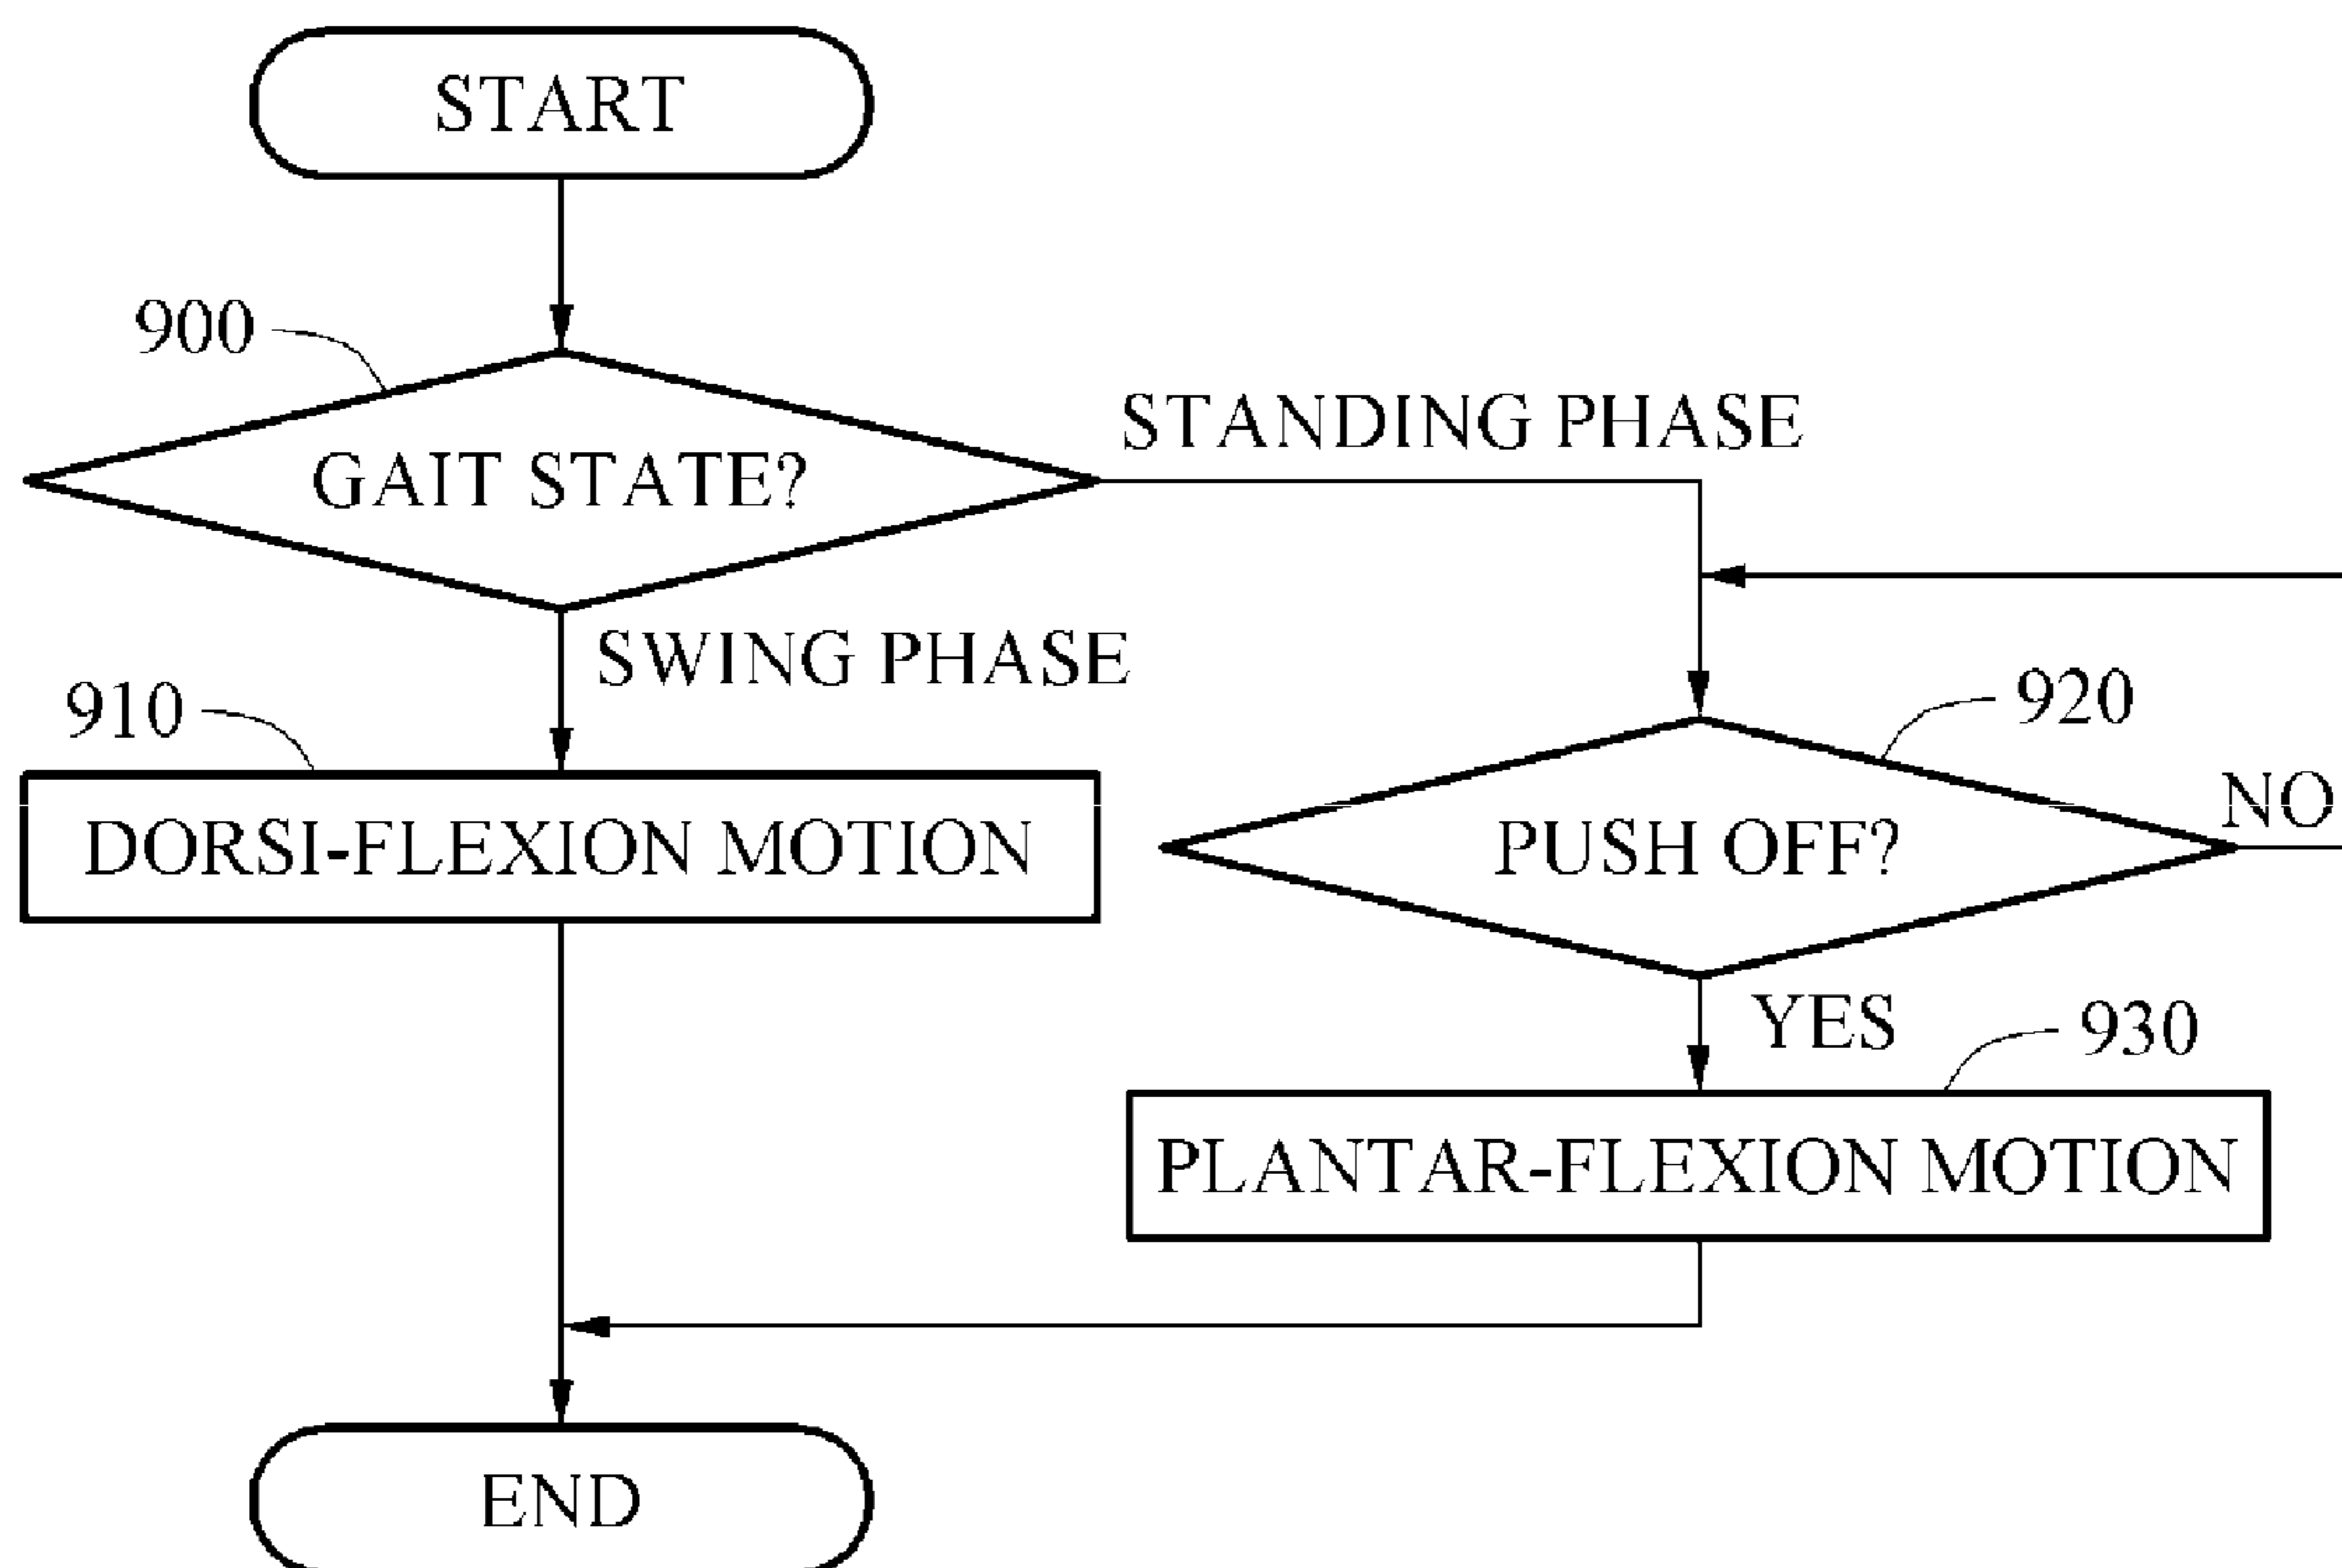 START
900
GAIT STATE?
STANDING PHASE
SWING PHASE
910
DORSI-FLEXION MOTION
920
PUSH OFF?
NO
YES
930
PLANTAR-FLEXION MOTION
END